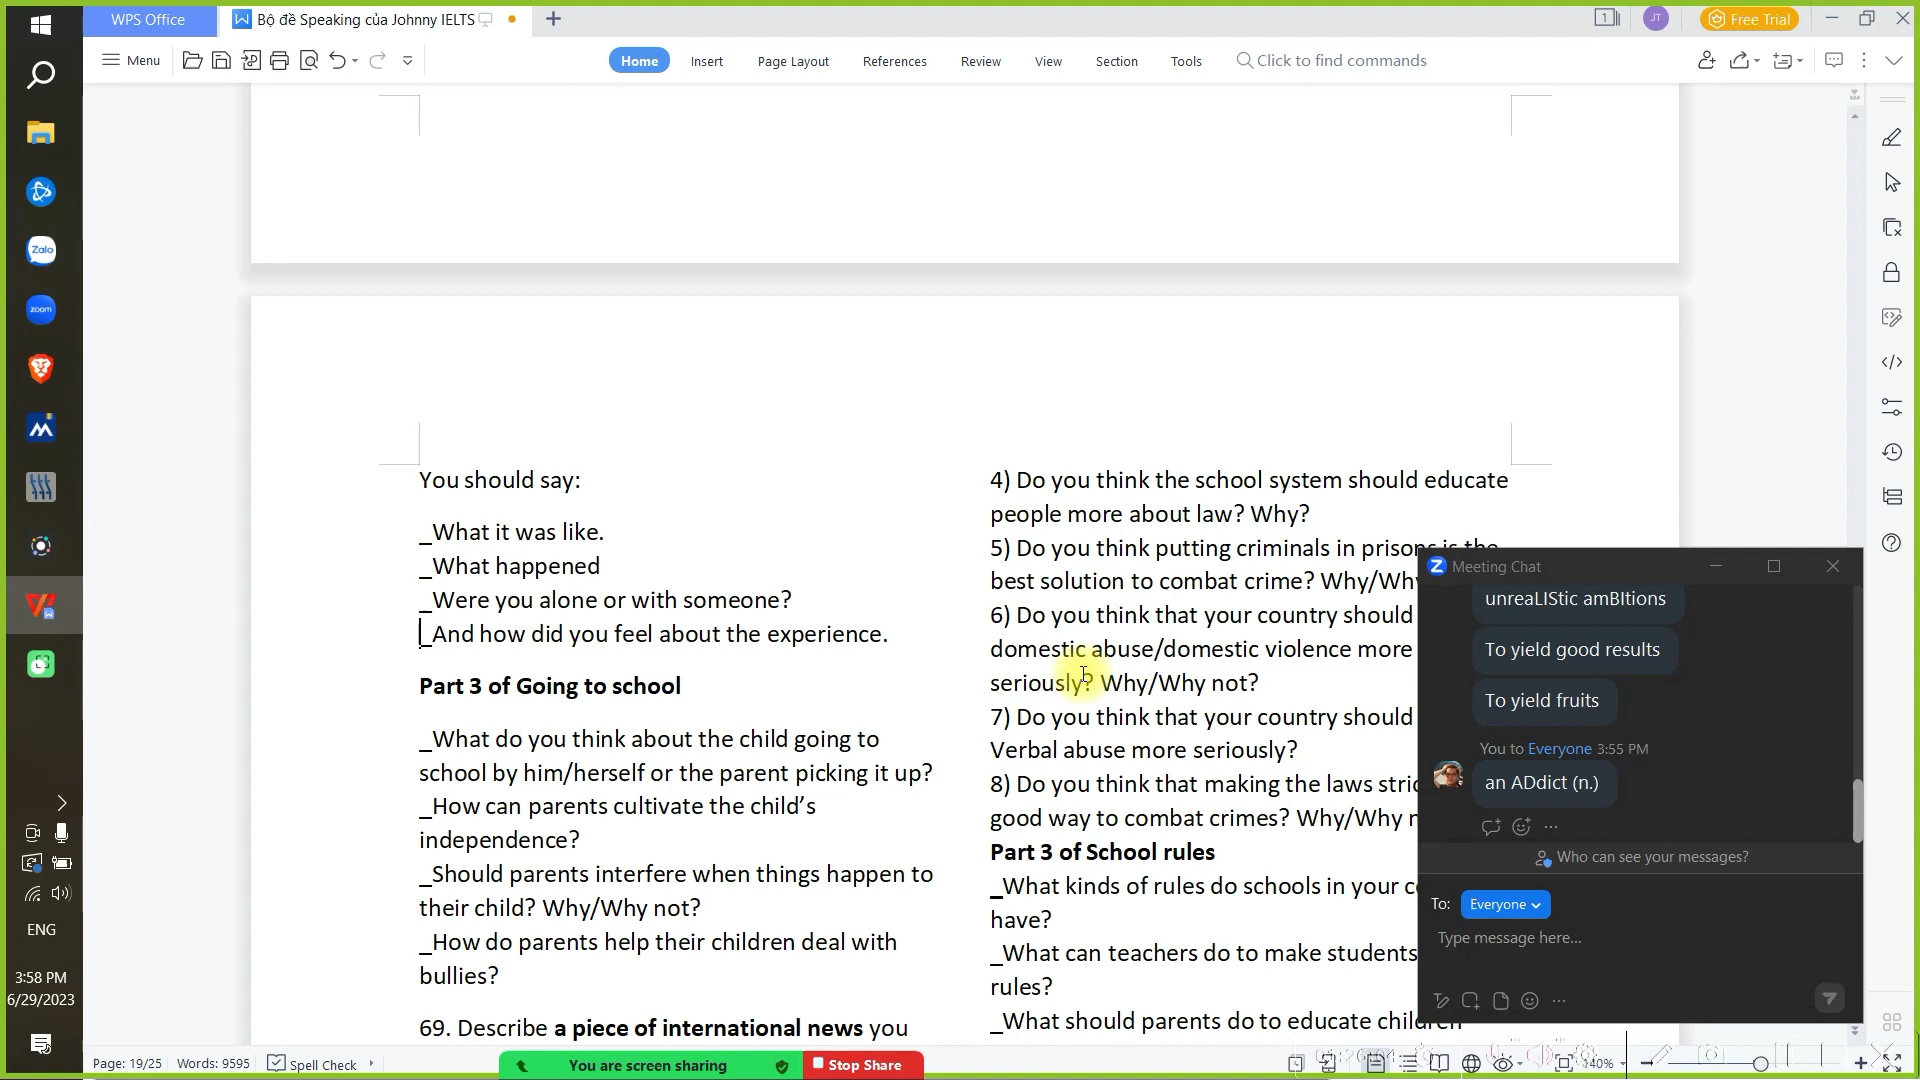 WPS Office
Bộ đề Speaking của Johnny IELTS
JT
Free Trial
Menu
Home
Insert
Page Layout
References
Review
View
Section
Tools
Click to find commands
Zalo
zoom
You should say:
_What it was like.
_What happened
_Were you alone or with someone?
_And how did you feel about the experience.
Part 3 of Going to school
_What do you think about the child going to
school by him/herself or the parent picking it up?
_How can parents cultivate the child’s
independence?
_Should parents interfere when things happen to
their child? Why/Why not?
_How do parents help their children deal with
bullies?
69. Describe a piece of international news you
4) Do you think the school system should educate
people more about law? Why?
5) Do you think putting criminals in prisons is the
best solution to combat crime? Why/Why
6) Do you think that your country should
domestic abuse/domestic violence more
seriously? Why/Why not?
7) Do you think that your country should
Verbal abuse more seriously?
8) Do you think that making the laws
good way to combat crimes? Why/Why
Part 3 of School rules
_What kinds of rules do schools in your
have?
_What can teachers do to make students
rules?
_What should parents do to educate children
Meeting Chat
unreaLIStic amBItions
To yield good results
To yield fruits
You to Everyone 3:55 PM
an ADdict (n.)
Who can see your messages?
To: Everyone
Type message here...
ENG
3:58 PM
6/29/2023
Page: 19/25
Words: 9595
Spell Check
You are screen sharing
Stop Share
140%